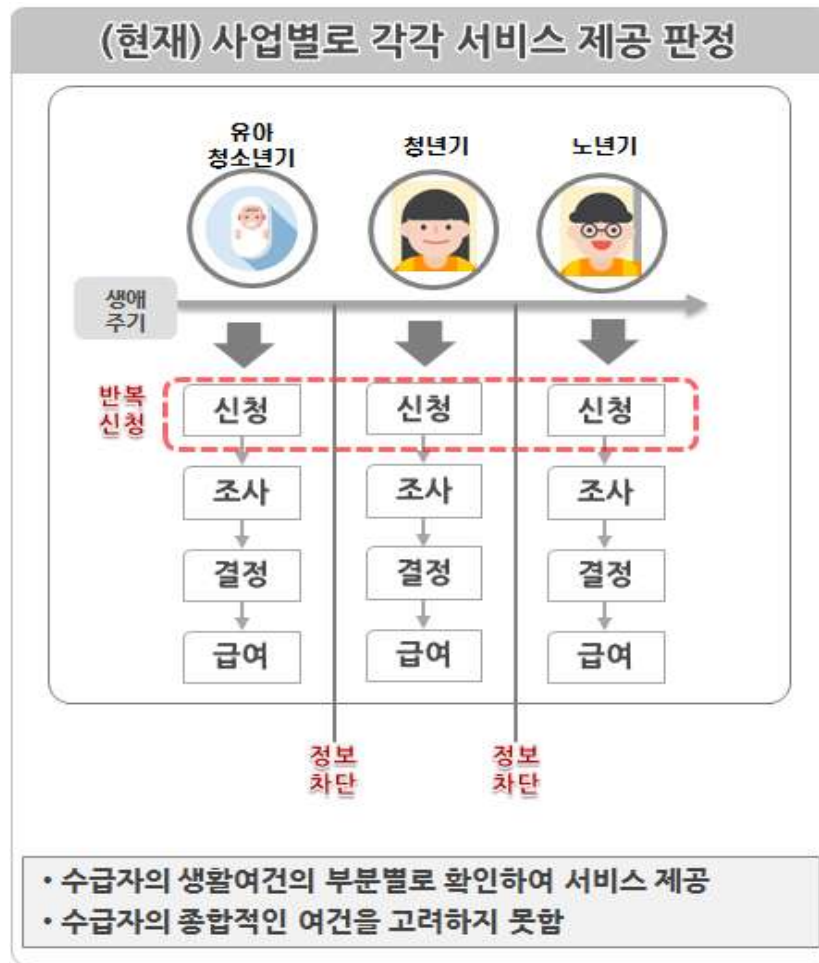 (현재) 사업별로 각각 서비스 제공 판정
유아
청소년기
청년기
노년기
생애
주기
반복
신청
신청
신청
신청
조사
조사
조사
결정
결정
결정
급여
급여
급여
정보
차단
정보
차단
• 수급자의 생활여건의 부분별로 확인하여 서비스 제공
• 수급자의 종합적인 여건을 고려하지 못함